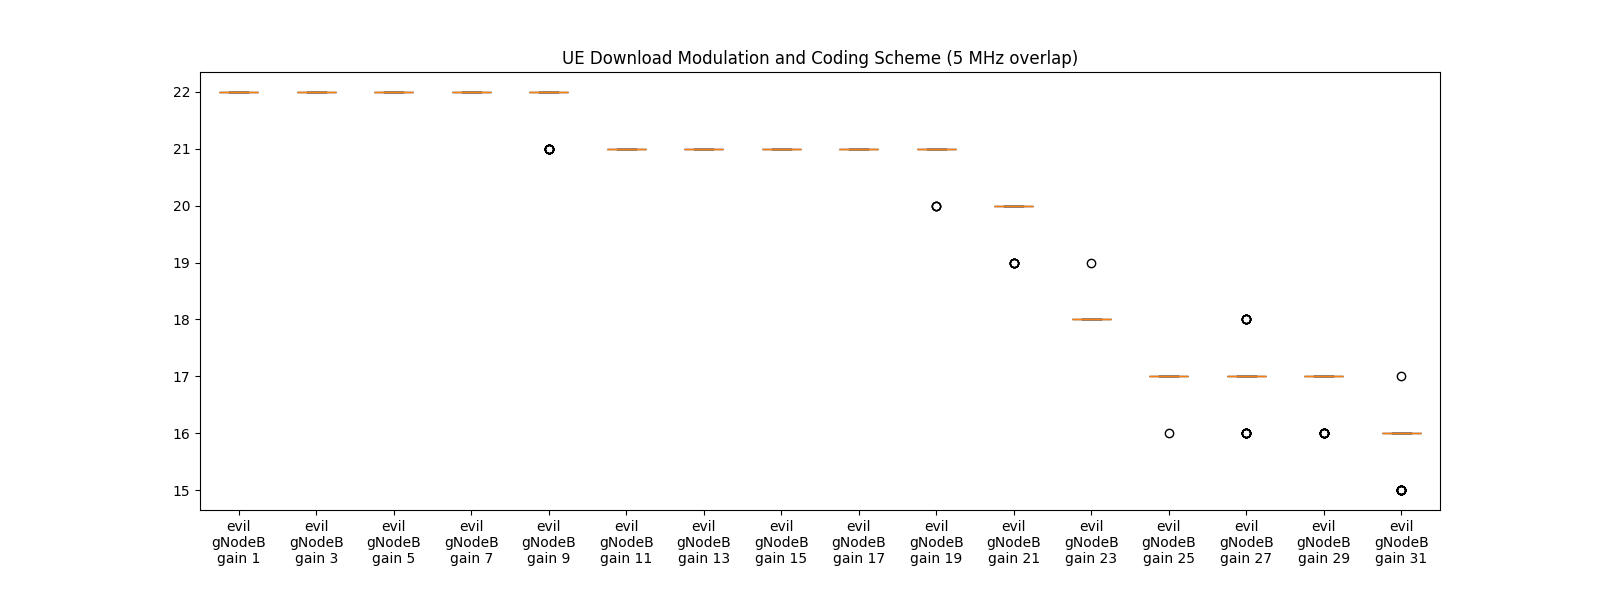 UE Download Modulation and Coding Scheme (5 MHz overlap)
22
21
20
19
18
17
16
15
evil
gNodeB
gain 1
evil
gNodeB
gain 3
evil
gNodeB
gain 5
evil
gNodeB
gain 7
evil
gNodeB
gain 9
evil
gNodeB
gain 11
evil
gNodeB
gain 13
evil
gNodeB
gain 15
evil
gNodeB
gain 17
evil
gNodeB
gain 19
evil
gNodeB
gain 21
evil
gNodeB
gain 23
evil
gNodeB
gain 25
evil
gNodeB
gain 27
evil
gNodeB
gain 29
evil
gNodeB
gain 31